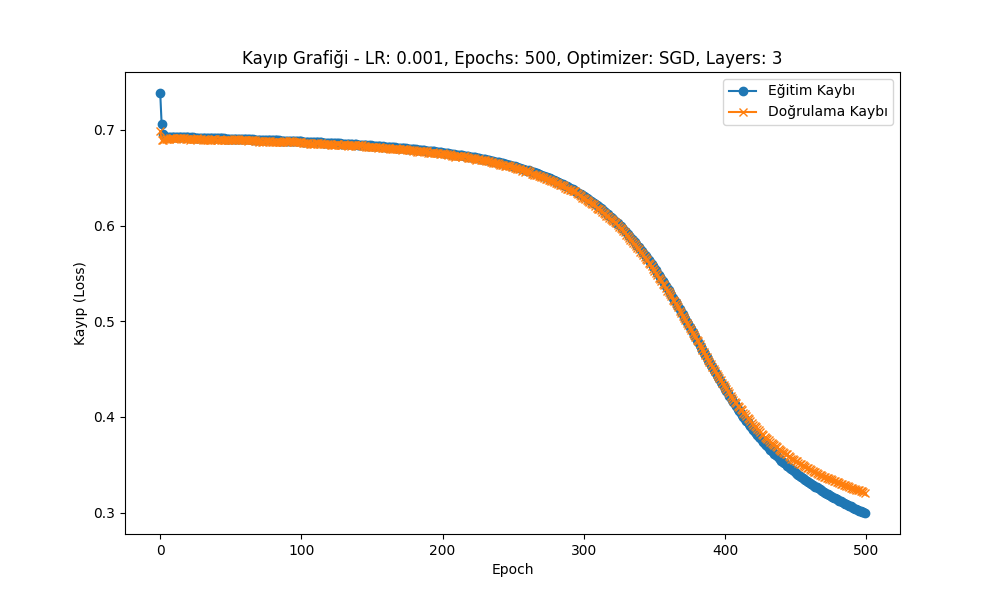 Kayıp Grafiği - LR: 0.001, Epochs: 500, Optimizer: SGD, Layers: 3
Eğitim Kaybı
Doğrulama Kaybı
Kayıp (Loss)
0.7
0.6
0.5
0.4
0.3
0 100 200 300 400 500
Epoch